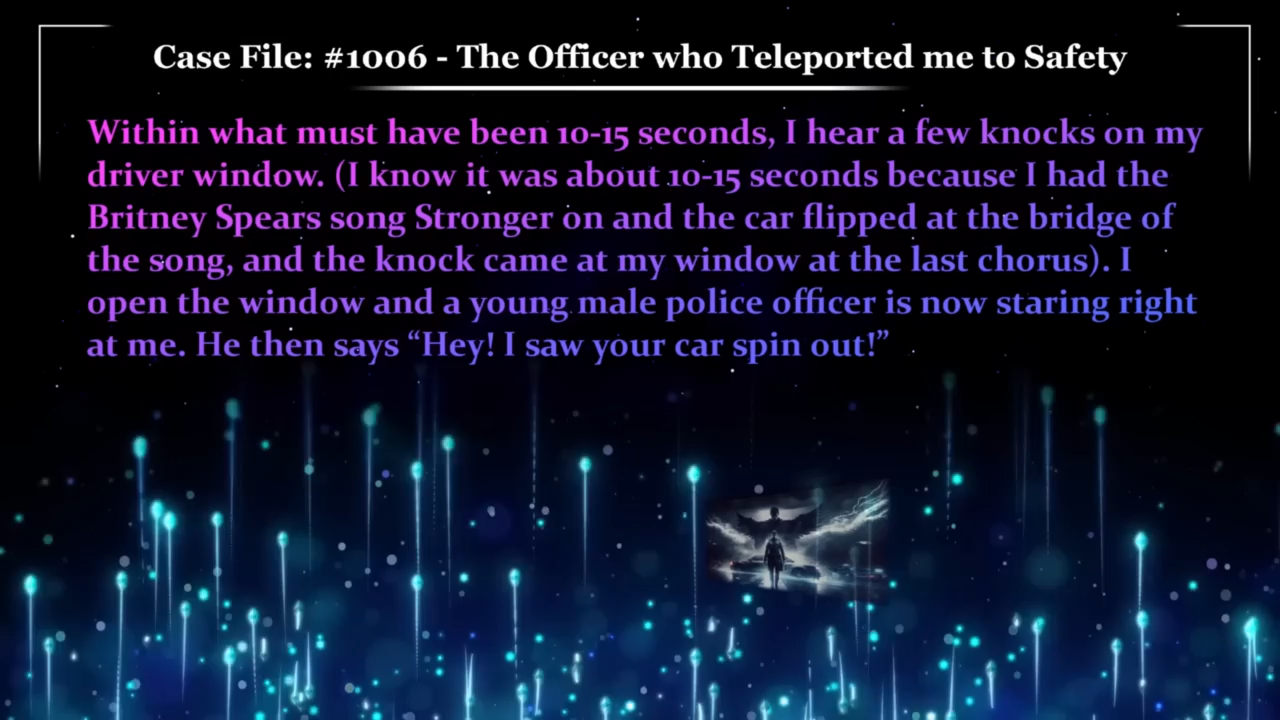 Case File: #1006 - The Officer who Teleported me to Safety
Within what must have been 10-15 seconds, I hear a few knocks on my
driver window. (I know it was about 10-15 seconds because I had the
Britney Spears song Stronger on and the car flipped at the bridge of
the song, and the knock came at my window at the last chorus). I
open the window and a young male police officer is now staring right
at me. He then says “Hey! I saw your car spin out!”